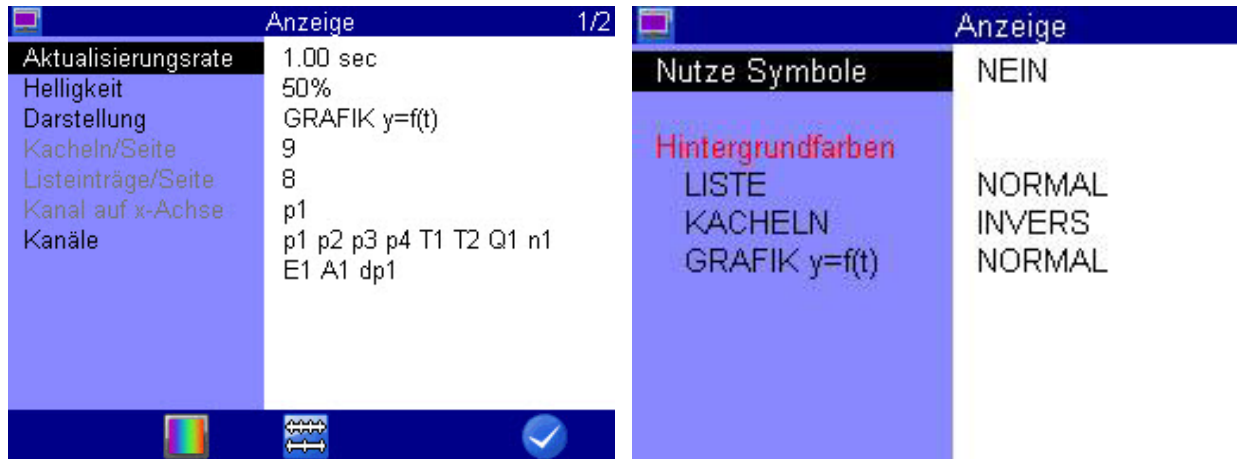 Anzeige 1/2
Aktualisierungsrate 1.00 sec
Helligkeit 50%
Darstellung GRAFIK y=f(t)
Kacheln/Seite 9
Listeinträge/Seite 8
Kanal auf x-Achse p1
Kanäle p1 p2 p3 p4 T1 T2 Q1 n1
E1 A1 dp1
Anzeige
Nutze Symbole NEIN
Hintergrundfarben
LISTE NORMAL
KACHELN INVERS
GRAFIK y=f(t) NORMAL